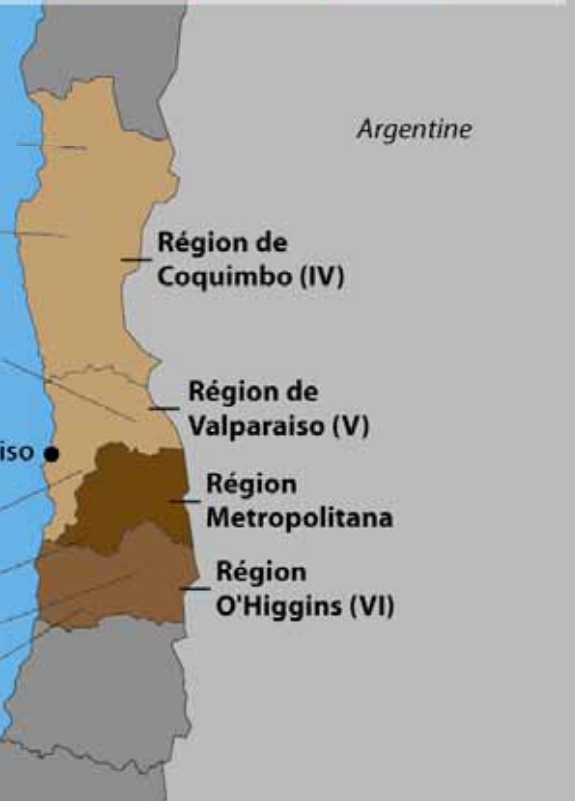 Argentine
Région de
Coquimbo (IV)
Région de
Valparaiso (V)
iso
Région
Metropolitana
Région
O'Higgins (VI)